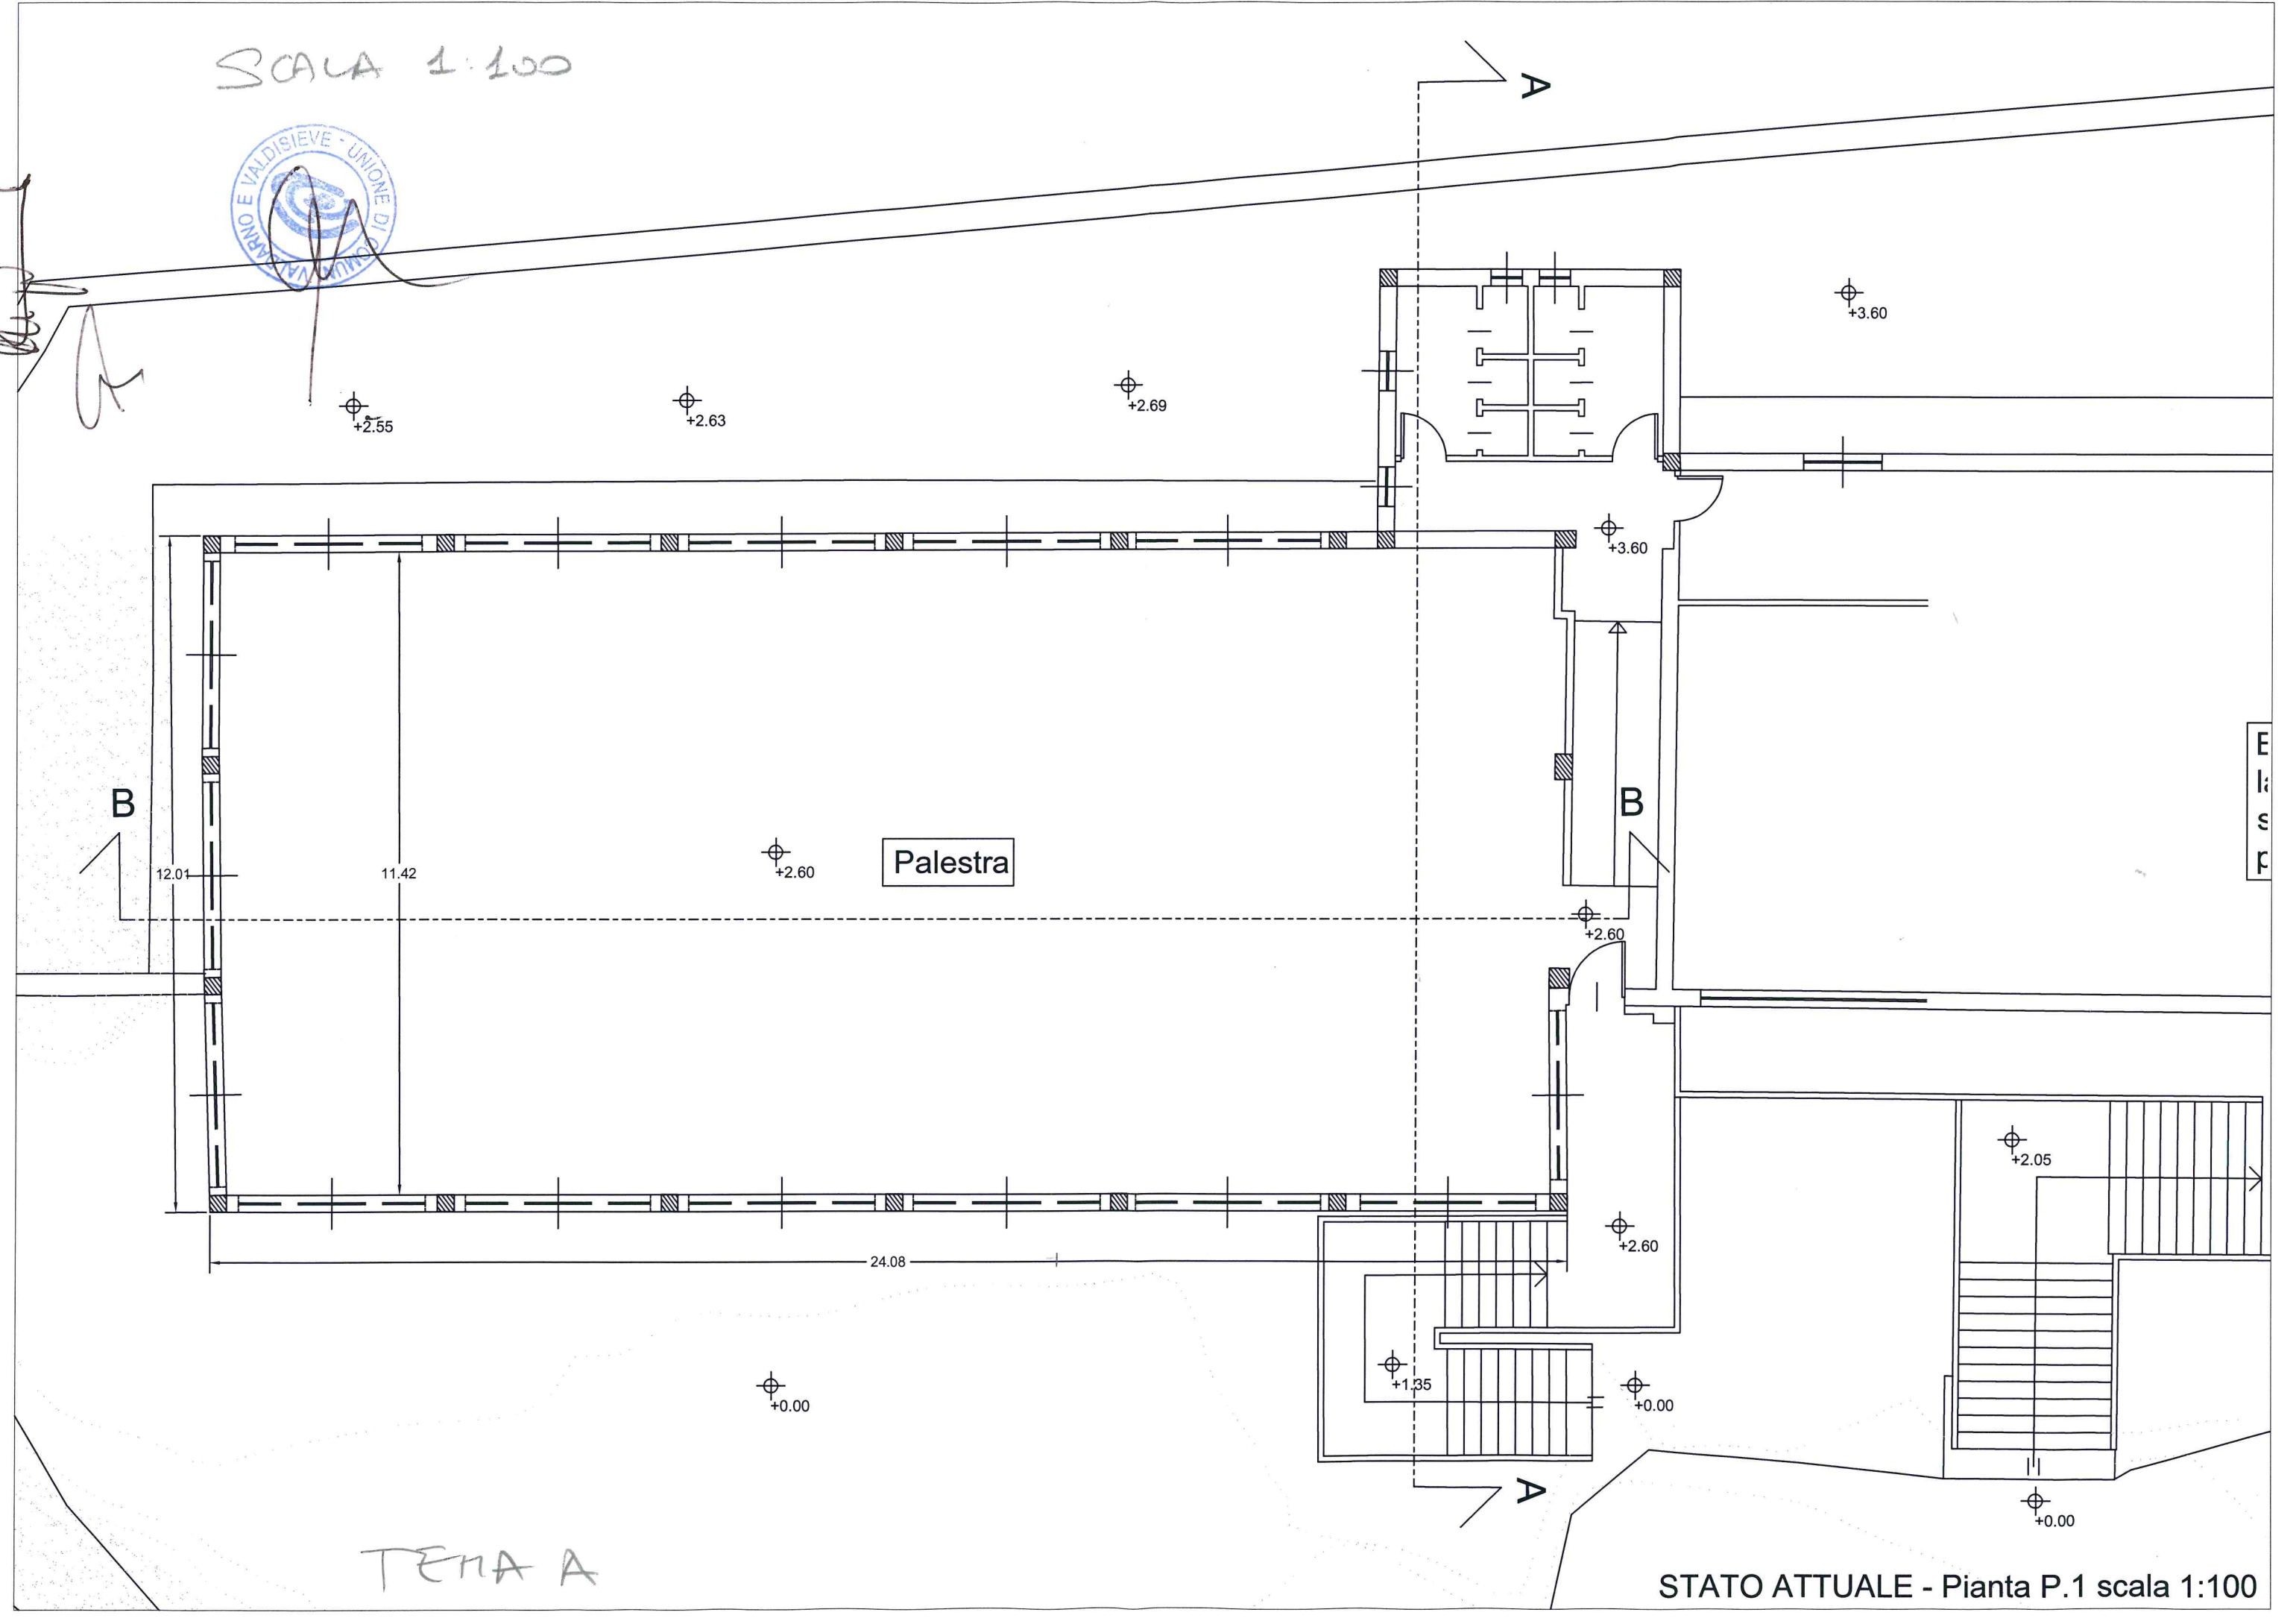 SCALA 1:100
A
VALDARNO E VALDISIEVE - UNIONE DI COMUNI
+3.60
+2.55
+2.63
+2.69
+3.60
B
B
12.01
11.42
+2.60
Palestra
+2.60
+2.05
+2.60
24.08
+1.35
+0.00
+0.00
A
+0.00
TEMA A
STATO ATTUALE - Pianta P.1 scala 1:100